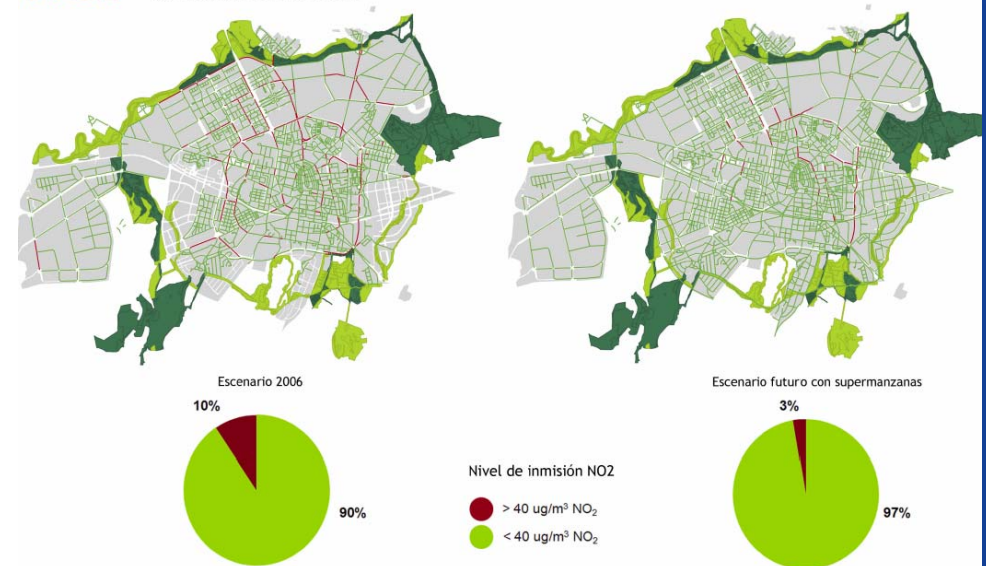 Escenario 2006
Escenario futuro con supermanzanas
10%
90%
3%
97%
Nivel de inmisión NO2
> 40 ug/m³ NO₂
< 40 ug/m³ NO₂